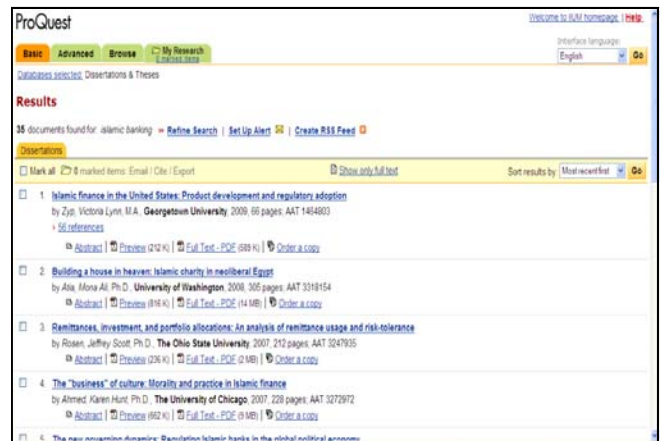 ProQuest
Welcome to IIUM homepage. | Help
Interface language:
English Go
Basic Advanced Browse My Research
0 marked items
Databases selected: Dissertations & Theses
Results
35 documents found for: islamic banking » Refine Search | Set Up Alert | Create RSS Feed
Dissertations
Mark all 0 marked items: Email / Cite / Export Show only full text Sort results by: Most recent first Go
1. Islamic finance in the United States: Product development and regulatory adoption
by Zyp, Victoria Lynn, M.A., Georgetown University, 2009, 66 pages; AAT 1464803
› 56 references
Abstract | Preview (212 K) | Full Text - PDF (589 K) | Order a copy
2. Building a house in heaven: Islamic charity in neoliberal Egypt
by Atia, Mona Ali, Ph.D., University of Washington, 2008, 305 pages; AAT 3318154
Abstract | Preview (816 K) | Full Text - PDF (14 MB) | Order a copy
3. Remittances, investment, and portfolio allocations: An analysis of remittance usage and risk-tolerance
by Rosen, Jeffrey Scott, Ph.D., The Ohio State University, 2007, 212 pages; AAT 3247935
Abstract | Preview (236 K) | Full Text - PDF (2 MB) | Order a copy
4. The "business" of culture: Morality and practice in Islamic finance
by Ahmed, Karen Hunt, Ph.D., The University of Chicago, 2007, 228 pages; AAT 3272972
Abstract | Preview (662 K) | Full Text - PDF (9 MB) | Order a copy
5. The new governing dynamics: Regulating Islamic banks in the global political economy